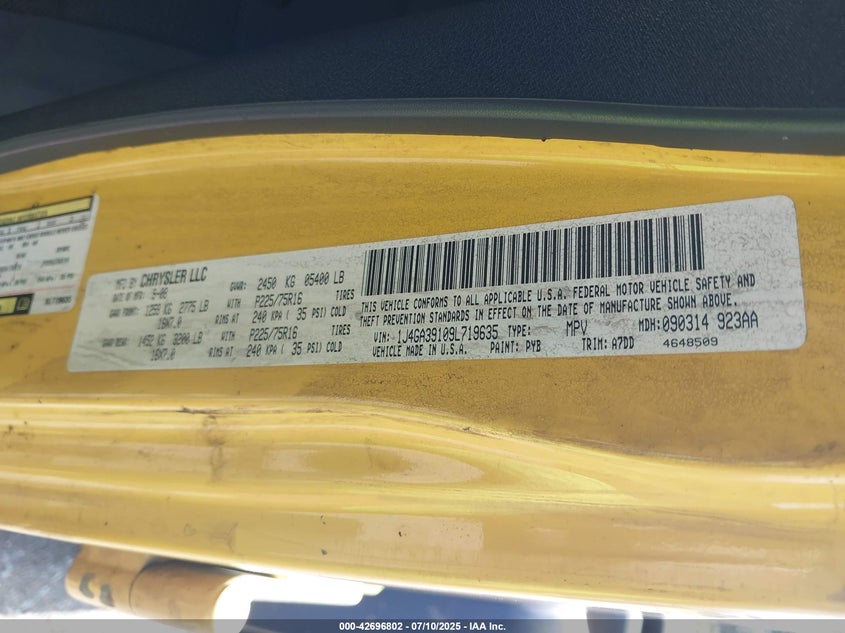 MFG BY CHRYSLER LLC GVWR: 2450 KG 05400 LB
DATE OF MFR 9-08
GAWR FRONT: 1259 KG 2775 LB WITH P225/75R16 TIRES
16X7.0 RIMS AT 240 KPA ( 35 PSI) COLD
GAWR REAR: 1452 KG 3200 LB WITH P225/75R16 TIRES
16X7.0 RIMS AT 240 KPA ( 35 PSI) COLD
THIS VEHICLE CONFORMS TO ALL APPLICABLE U.S.A. FEDERAL MOTOR VEHICLE SAFETY AND
THEFT PREVENTION STANDARDS IN EFFECT ON THE DATE OF MANUFACTURE SHOWN ABOVE.
VIN: 1J4GA39109L719635 TYPE: MPV MDH: 090314 923AA
VEHICLE MADE IN U.S.A. PAINT: PYB TRIM: A7DD 4648509
000-42696802 - 07/10/2025 - IAA Inc.